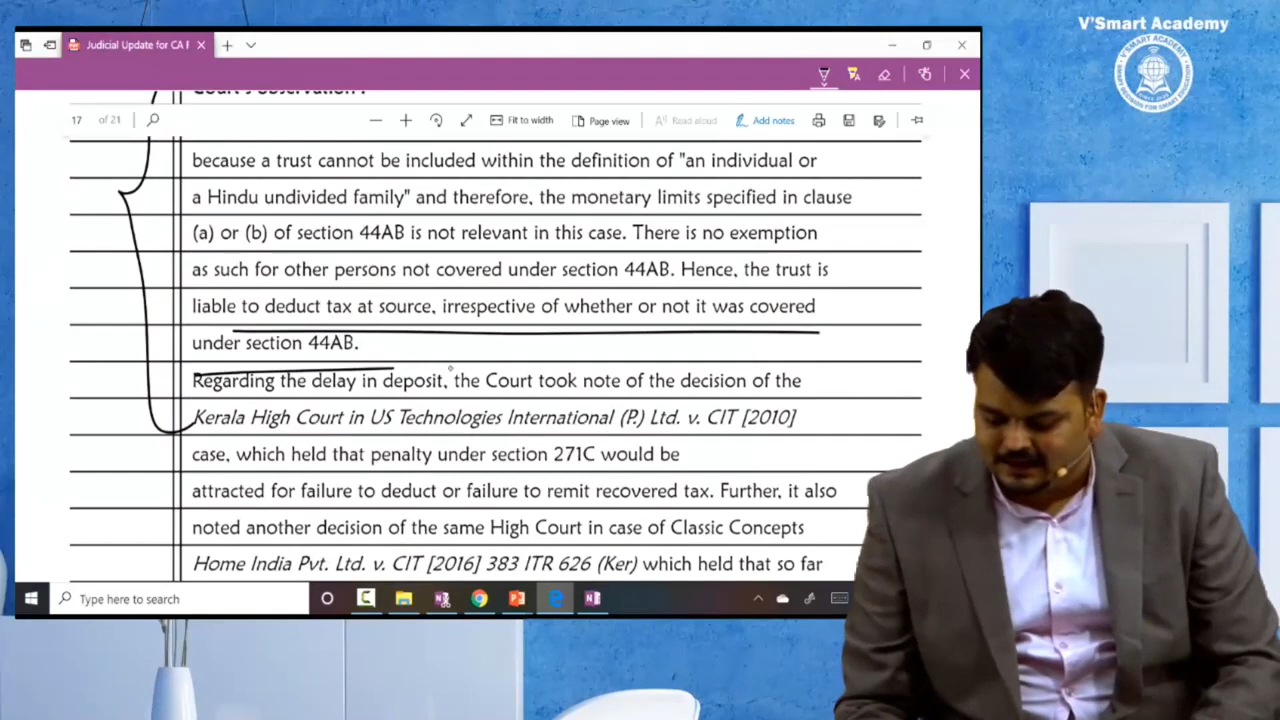 V'Smart Academy
Judicial Update for CA F
17 of 21
Fit to width
Page view
Read aloud
Add notes
because a trust cannot be included within the definition of "an individual or
a Hindu undivided family" and therefore, the monetary limits specified in clause
(a) or (b) of section 44AB is not relevant in this case. There is no exemption
as such for other persons not covered under section 44AB. Hence, the trust is
liable to deduct tax at source, irrespective of whether or not it was covered
under section 44AB.
Regarding the delay in deposit, the Court took note of the decision of the
Kerala High Court in US Technologies International (P.) Ltd. v. CIT [2010]
case, which held that penalty under section 271C would be
attracted for failure to deduct or failure to remit recovered tax. Further, it also
noted another decision of the same High Court in case of Classic Concepts
Home India Pvt. Ltd. v. CIT [2016] 383 ITR 626 (Ker) which held that so far
Type here to search